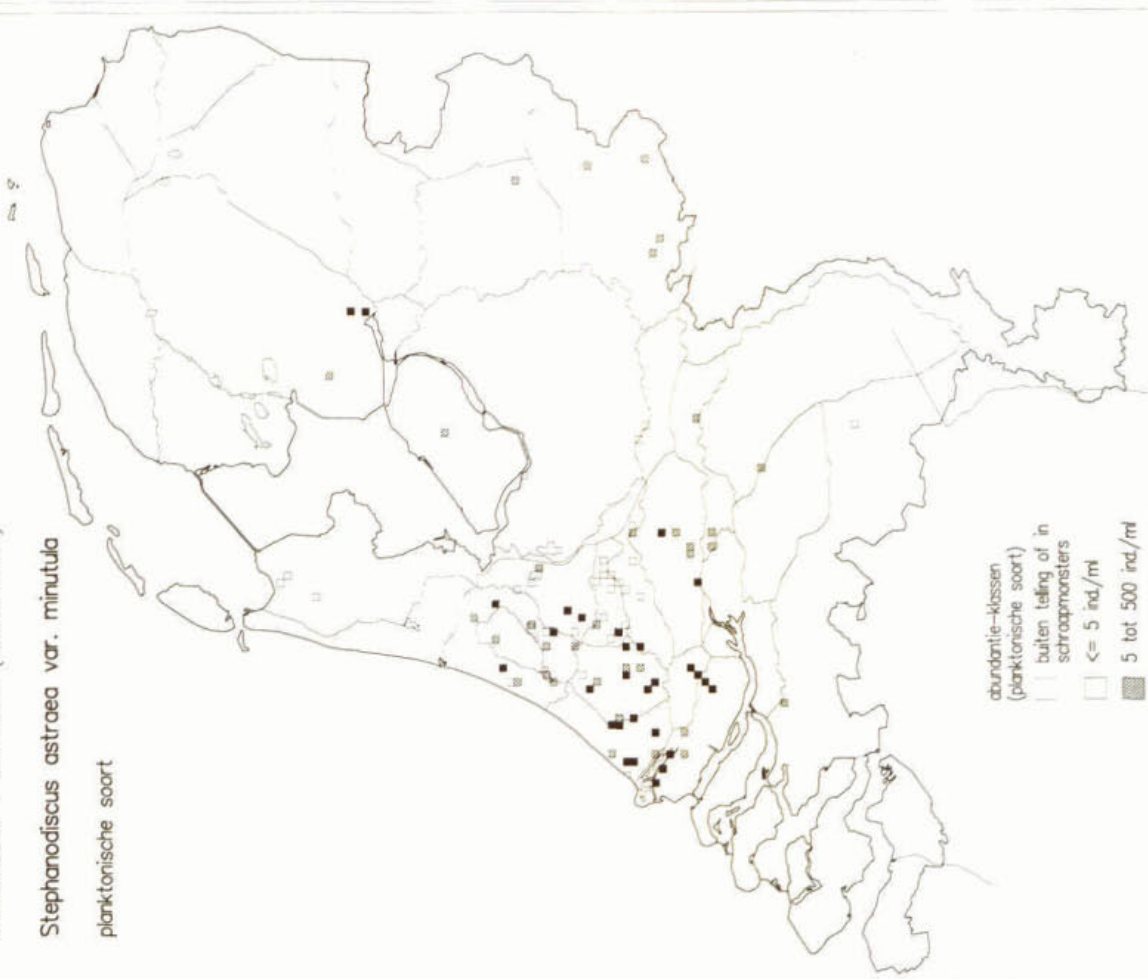 Stephanodiscus astraea var. minutula
planktonische soort
abundantie-klassen
(planktonische soort)
buiten telling of in
schraapmonsters
<= 5 ind./ml
5 tot 500 ind/ml